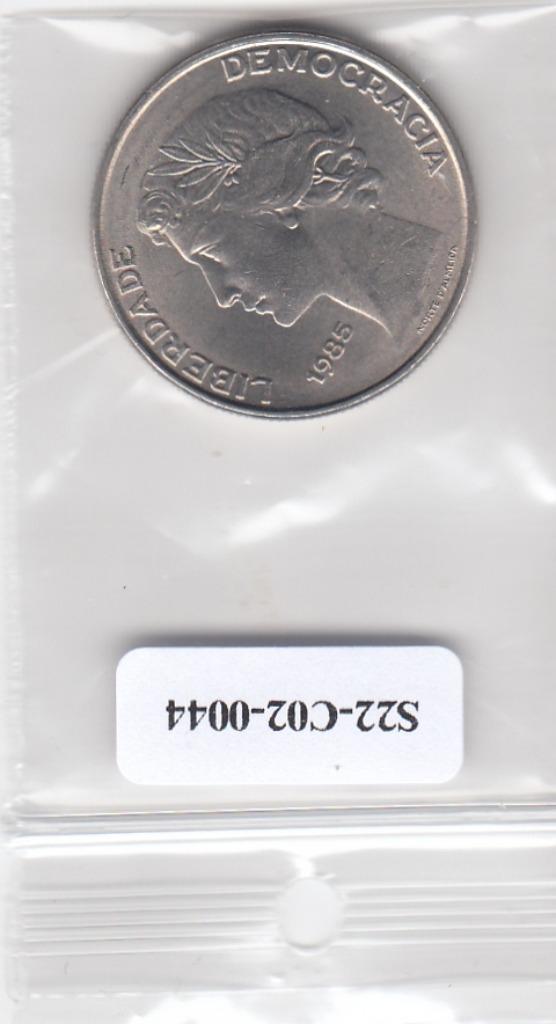 LIBERDADE
DEMOCRACIA
1985
S22-C02-0044